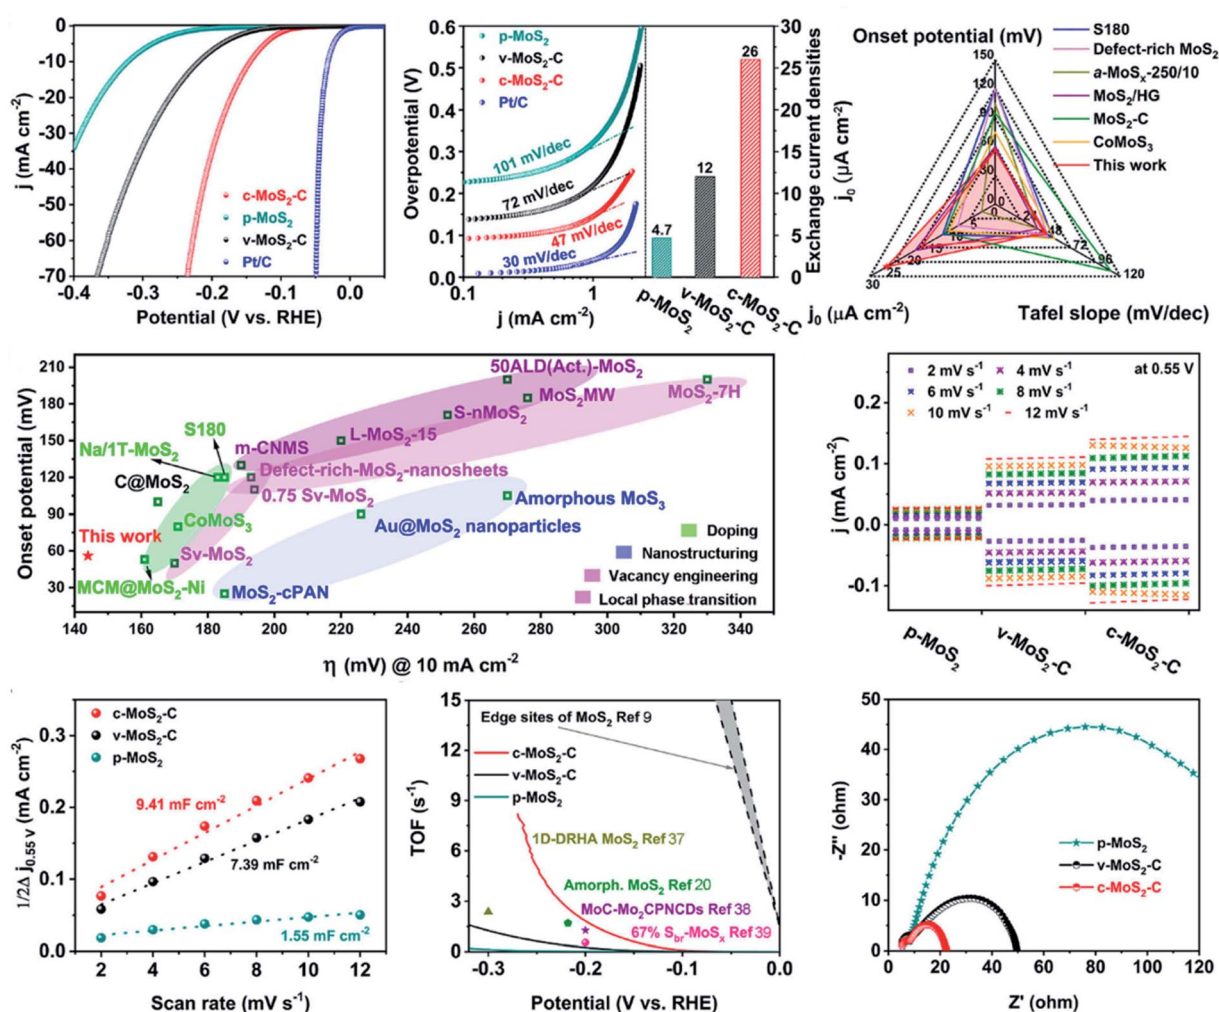 0
-10
-20
-30
-40
-50
-60
-70
j (mA cm⁻²)
c-MoS₂-C
p-MoS₂
v-MoS₂-C
Pt/C
-0.4
-0.3
-0.2
-0.1
0.0
Potential (V vs. RHE)
0.6
0.5
0.4
0.3
0.2
0.1
0.0
Overpotential (V)
p-MoS₂
v-MoS₂-C
c-MoS₂-C
Pt/C
101 mV/dec
72 mV/dec
47 mV/dec
30 mV/dec
0.1
1
j (mA cm⁻²)
4.7
12
26
p-MoS₂
v-MoS₂-C
c-MoS₂-C
30
25
20
15
10
5
0
Exchange current densities
Onset potential (mV)
150
120
90
60
30
0
0
0
5
10
15
20
25
30
24
48
72
96
120
j₀ (μA cm⁻²)
j₀ (μA cm⁻²)
Tafel slope (mV/dec)
S180
Defect-rich MoS₂
a-MoSₓ-250/10
MoS₂/HG
MoS₂-C
CoMoS₃
This work
210
180
150
120
90
60
30
Onset potential (mV)
50ALD(Act.)-MoS₂
MoS₂MW
MoS₂-7H
S-nMoS₂
S180
L-MoS₂-15
Na/1T-MoS₂
m-CNMS
Defect-rich-MoS₂-nanosheets
C@MoS₂
0.75 Sv-MoS₂
Amorphous MoS₃
CoMoS₃
Au@MoS₂ nanoparticles
This work
Sv-MoS₂
MCM@MoS₂-Ni
MoS₂-cPAN
Doping
Nanostructuring
Vacancy engineering
Local phase transition
140
160
180
200
220
240
260
280
300
320
340
η (mV) @ 10 mA cm⁻²
2 mV s⁻¹
4 mV s⁻¹
6 mV s⁻¹
8 mV s⁻¹
10 mV s⁻¹
12 mV s⁻¹
at 0.55 V
0.2
0.1
0.0
-0.1
j (mA cm⁻²)
p-MoS₂
v-MoS₂-C
c-MoS₂-C
0.3
0.2
0.1
0.0
1/2Δ j₀.₅₅ ᵥ (mA cm⁻²)
c-MoS₂-C
v-MoS₂-C
p-MoS₂
9.41 mF cm⁻²
7.39 mF cm⁻²
1.55 mF cm⁻²
2
4
6
8
10
12
Scan rate (mV s⁻¹)
15
12
9
6
3
0
TOF (s⁻¹)
Edge sites of MoS₂ Ref 9
c-MoS₂-C
v-MoS₂-C
p-MoS₂
1D-DRHA MoS₂ Ref 37
Amorph. MoS₂ Ref 20
MoC-Mo₂CPNCDs Ref 38
67% S_br-MoSₓ Ref 39
-0.3
-0.2
-0.1
0.0
Potential (V vs. RHE)
50
40
30
20
10
0
-Z'' (ohm)
p-MoS₂
v-MoS₂-C
c-MoS₂-C
0
20
40
60
80
100
120
Z' (ohm)